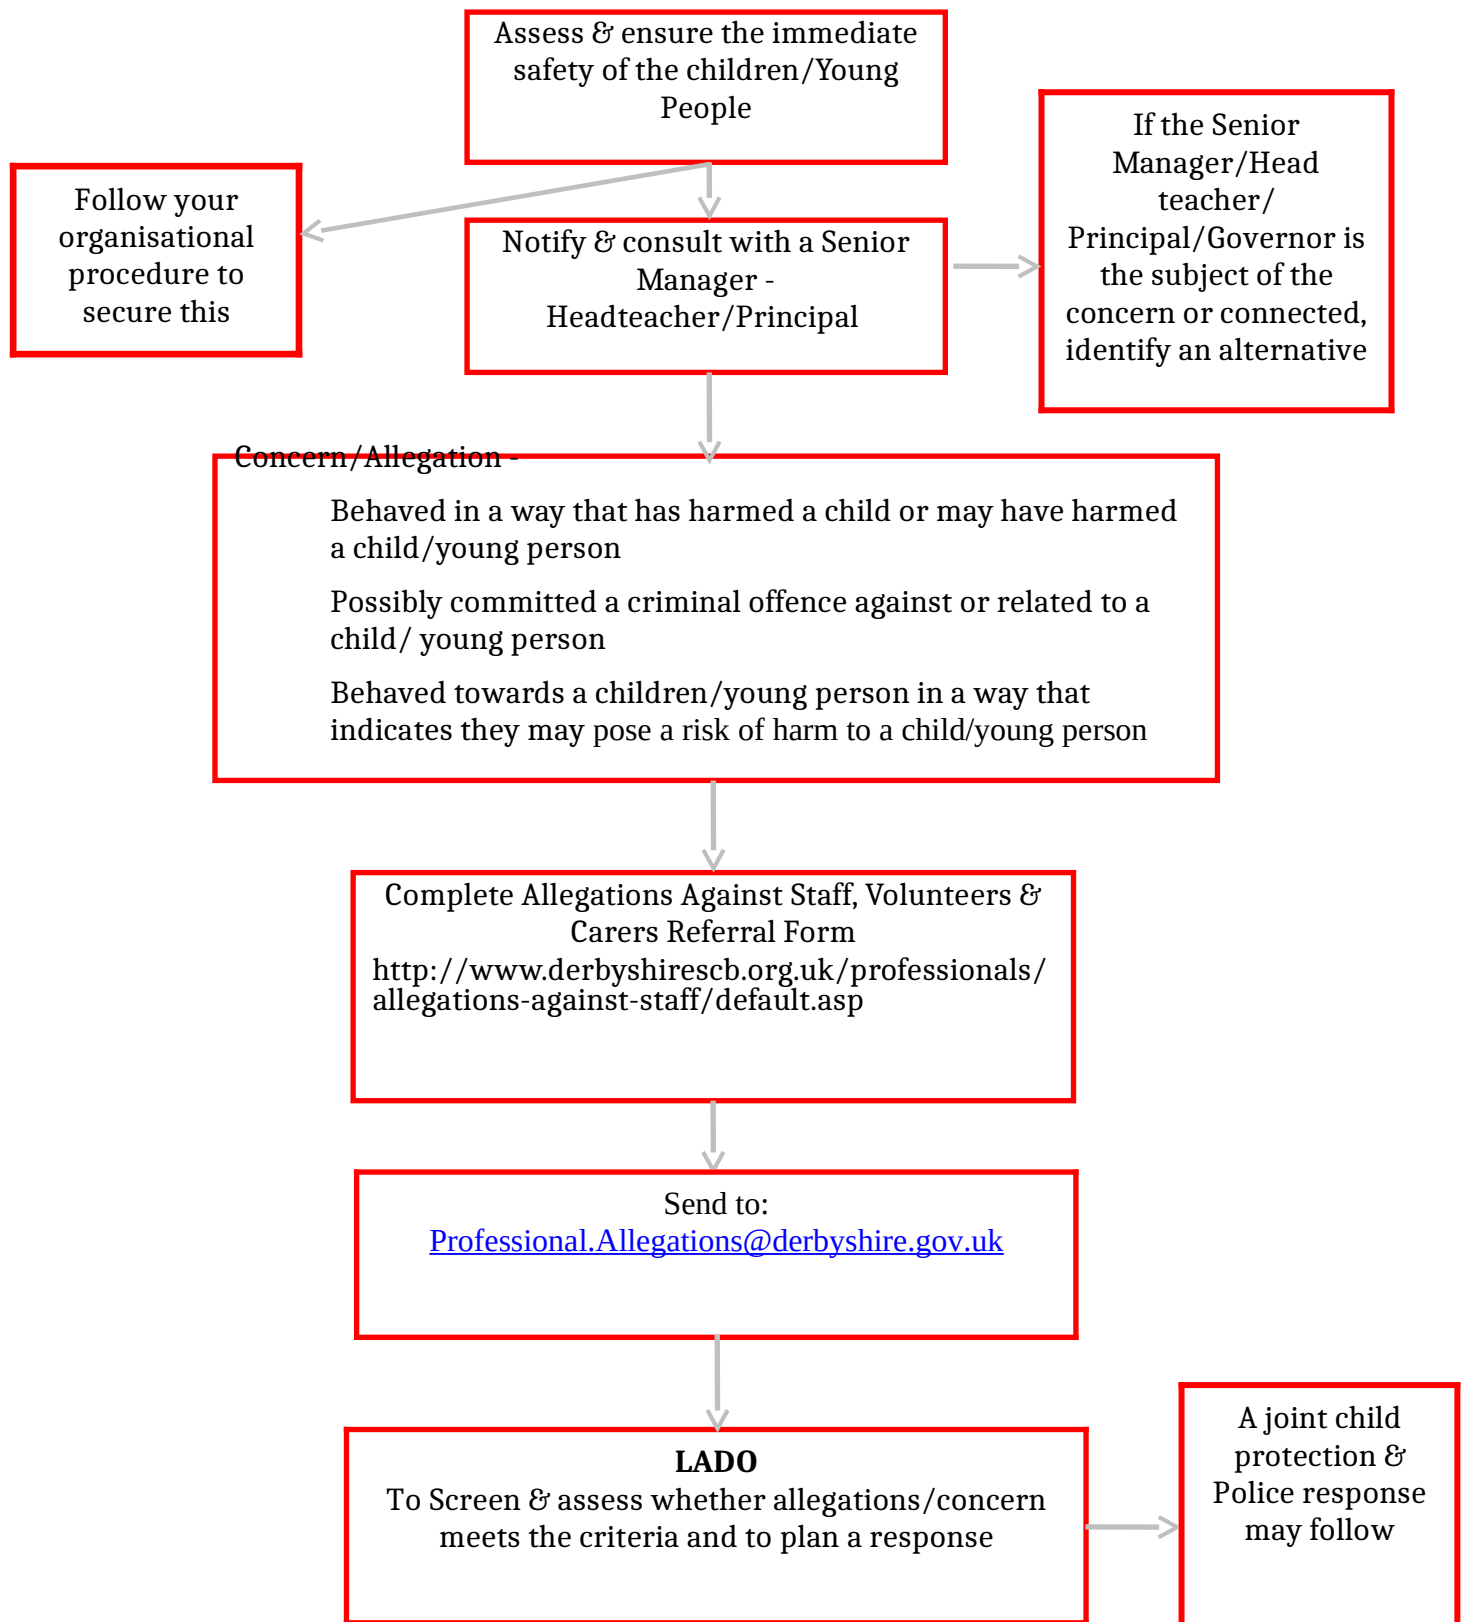 Assess & ensure the immediate
safety of the children/Young
People
If the Senior
Manager/Head
teacher/
Principal/Governor is
the subject of the
concern or connected,
identify an alternative
Follow your
organisational
procedure to
secure this
Notify & consult with a Senior
Manager -
Headteacher/Principal
Concern/Allegation -
Behaved in a way that has harmed a child or may have harmed
a child/young person
Possibly committed a criminal offence against or related to a
child/ young person
Behaved towards a children/young person in a way that
indicates they may pose a risk of harm to a child/young person
Complete Allegations Against Staff, Volunteers &
Carers Referral Form
http://www.derbyshirescb.org.uk/professionals/
allegations-against-staff/default.asp
Send to:
Professional.Allegations@derbyshire.gov.uk
LADO
To Screen & assess whether allegations/concern
meets the criteria and to plan a response
A joint child
protection &
Police response
may follow